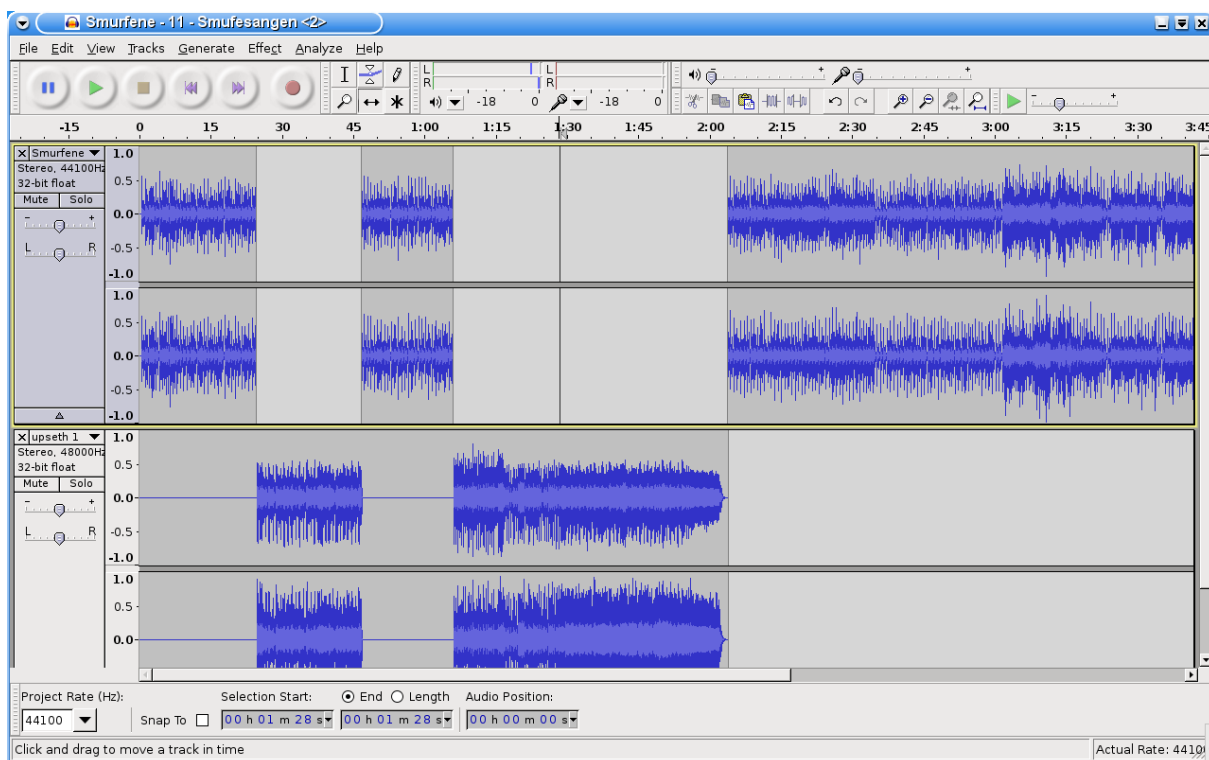 Smurfene - 11 - Smufesangen <2>
File Edit View Tracks Generate Effect Analyze Help
L R L R
-18 0 -18 0
-15 0 15 30 45 1:00 1:15 1:30 1:45 2:00 2:15 2:30 2:45 3:00 3:15 3:30 3:45
Smurfene
Stereo, 44100Hz
32-bit float
Mute Solo
- +
L R
1.0
0.5
0.0
-0.5
-1.0
1.0
0.5
0.0
-0.5
-1.0
upseth 1
Stereo, 48000Hz
32-bit float
Mute Solo
- +
L R
1.0
0.5
0.0
-0.5
-1.0
1.0
0.5
0.0
Project Rate (Hz): Selection Start: End Length Audio Position:
44100 Snap To 00 h 01 m 28 s 00 h 01 m 28 s 00 h 00 m 00 s
Click and drag to move a track in time Actual Rate: 4410